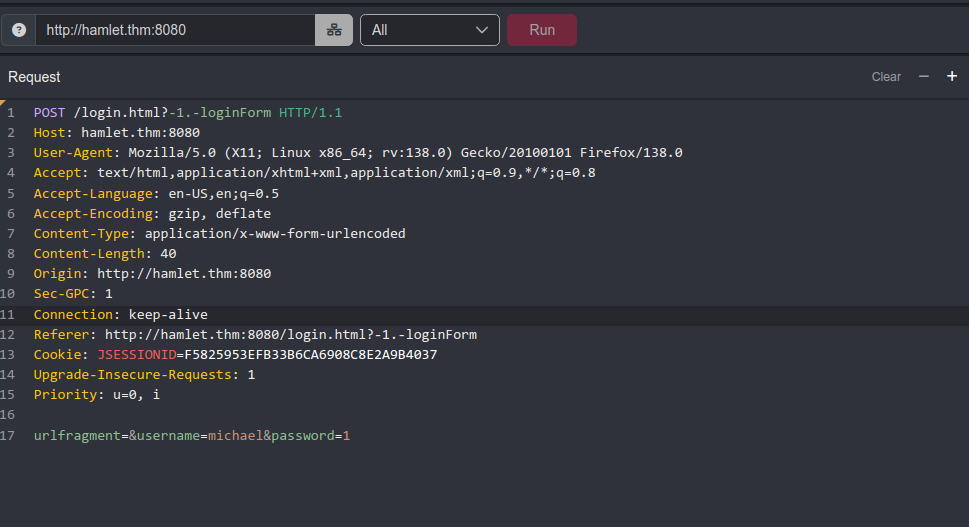 ? http://hamlet.thm:8080 All Run
Request Clear − +
1 POST /login.html?-1.-loginForm HTTP/1.1
2 Host: hamlet.thm:8080
3 User-Agent: Mozilla/5.0 (X11; Linux x86_64; rv:138.0) Gecko/20100101 Firefox/138.0
4 Accept: text/html,application/xhtml+xml,application/xml;q=0.9,*/*;q=0.8
5 Accept-Language: en-US,en;q=0.5
6 Accept-Encoding: gzip, deflate
7 Content-Type: application/x-www-form-urlencoded
8 Content-Length: 40
9 Origin: http://hamlet.thm:8080
10 Sec-GPC: 1
11 Connection: keep-alive
12 Referer: http://hamlet.thm:8080/login.html?-1.-loginForm
13 Cookie: JSESSIONID=F5825953EFB33B6CA6908C8E2A9B4037
14 Upgrade-Insecure-Requests: 1
15 Priority: u=0, i
16
17 urlfragment=&username=michael&password=1